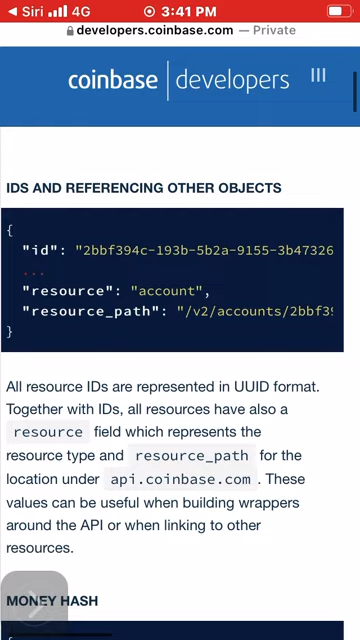 Siri 4G 3:41 PM
developers.coinbase.com — Private
coinbase developers
IDS AND REFERENCING OTHER OBJECTS
{
"id": "2bbf394c-193b-5b2a-9155-3b47326
...
"resource": "account",
"resource_path": "/v2/accounts/2bbf39
}
All resource IDs are represented in UUID format.
Together with IDs, all resources have also a
resource field which represents the
resource type and resource_path for the
location under api.coinbase.com. These
values can be useful when building wrappers
around the API or when linking to other
resources.
MONEY HASH